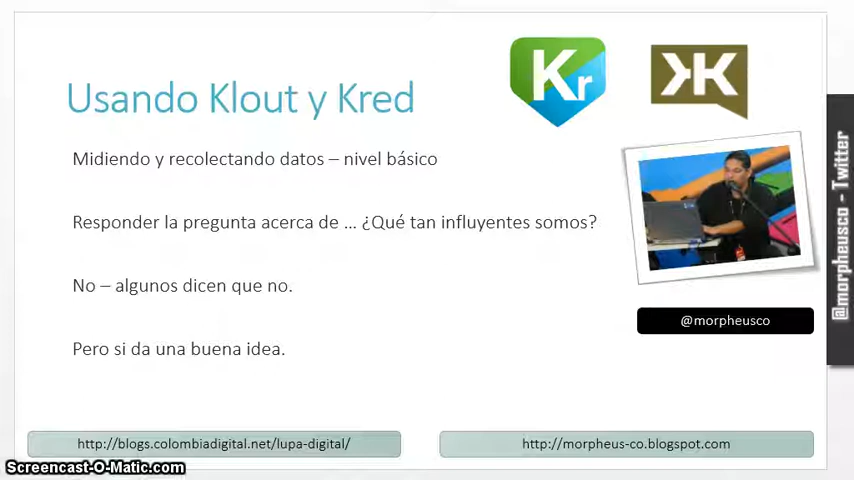 Usando Klout y Kred
Kr
Midiendo y recolectando datos – nivel básico
Responder la pregunta acerca de ... ¿Qué tan influyentes somos?
No – algunos dicen que no.
Pero si da una buena idea.
@morpheusco
@morpheusco - Twitter
http://blogs.colombiadigital.net/lupa-digital/
http://morpheus-co.blogspot.com
Screencast-O-Matic.com